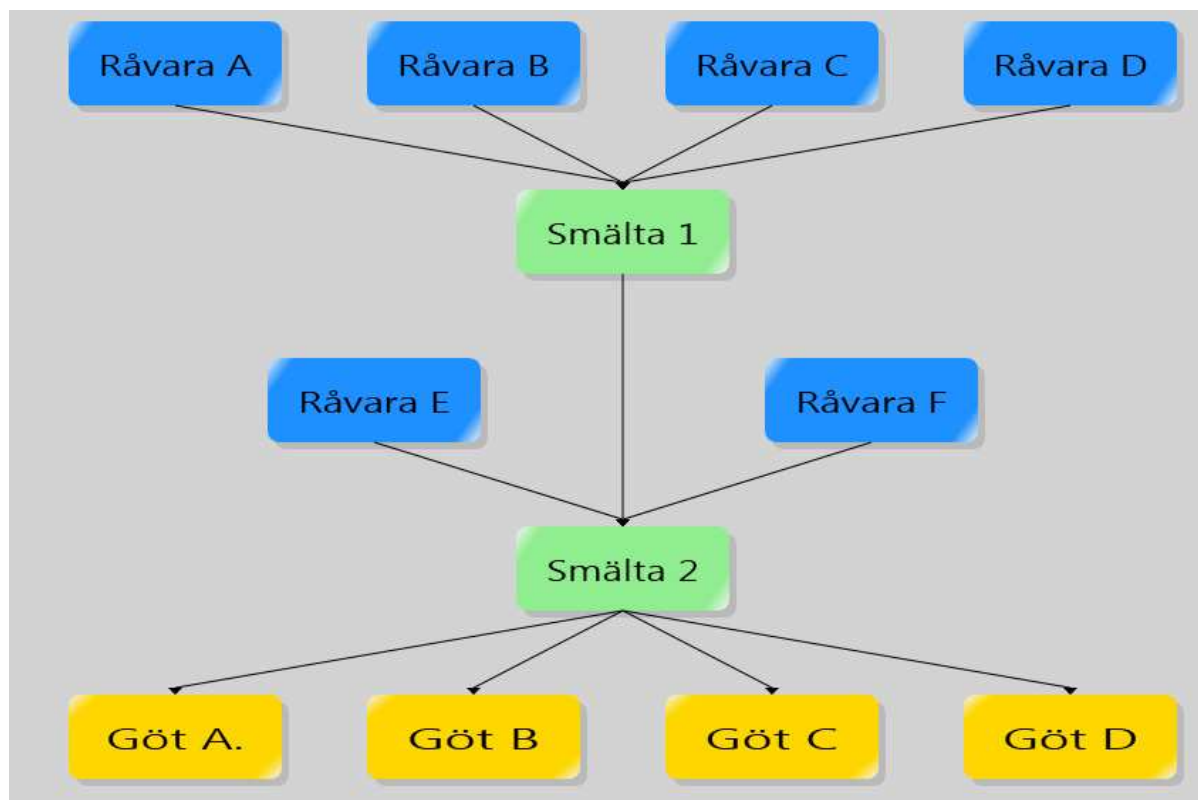 Råvara A
Råvara B
Råvara C
Råvara D
Smälta 1
Råvara E
Råvara F
Smälta 2
Göt A.
Göt B
Göt C
Göt D